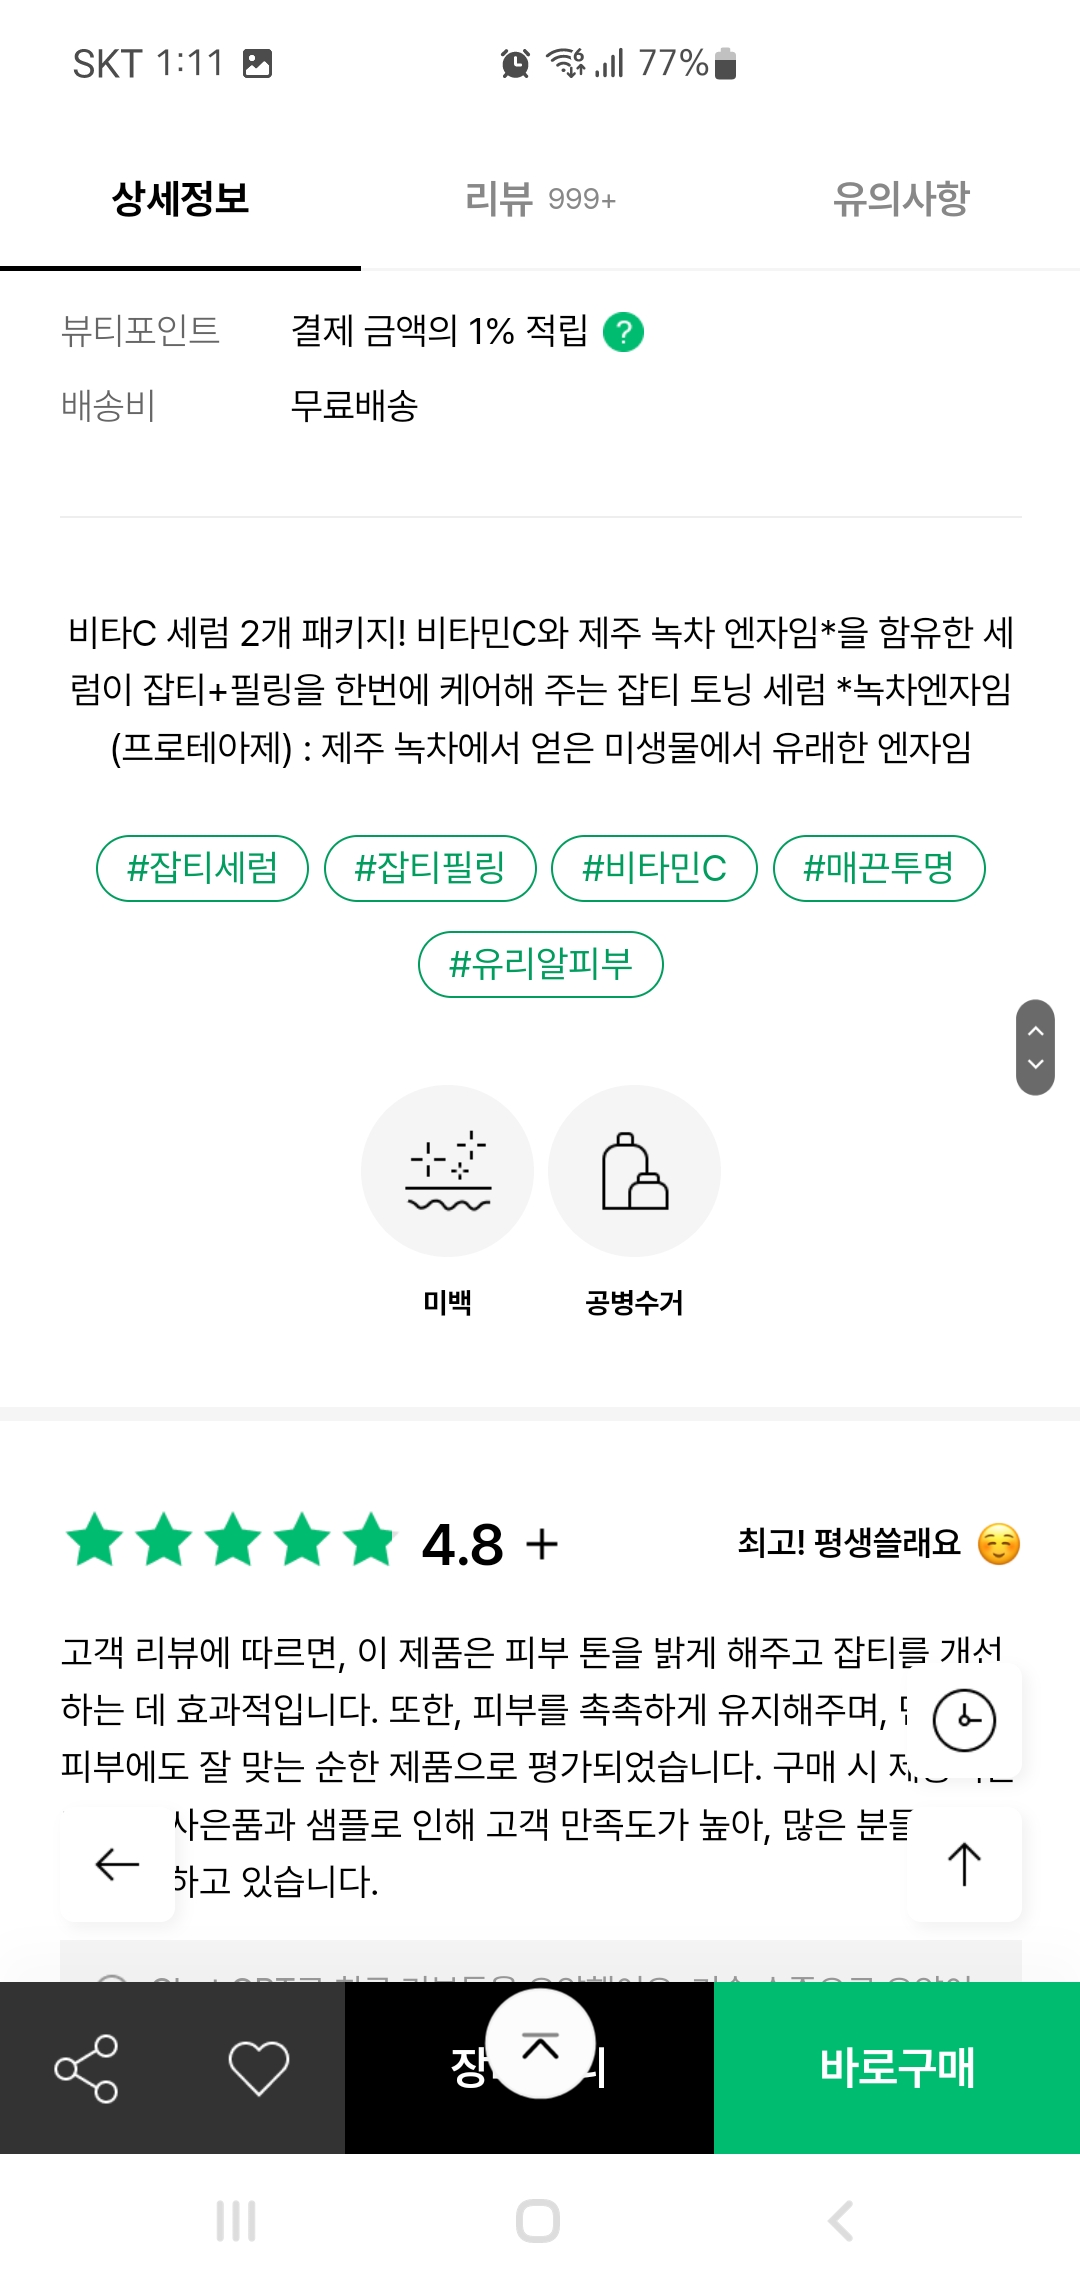 SKT 1:11 77%
상세정보 리뷰 999+ 유의사항
뷰티포인트 결제 금액의 1% 적립 ?
배송비 무료배송
비타C 세럼 2개 패키지! 비타민C와 제주 녹차 엔자임*을 함유한 세
럼이 잡티+필링을 한번에 케어해 주는 잡티 토닝 세럼 *녹차엔자임
(프로테아제) : 제주 녹차에서 얻은 미생물에서 유래한 엔자임
#잡티세럼 #잡티필링 #비타민C #매끈투명
#유리알피부
미백 공병수거
4.8 + 최고! 평생쓸래요
고객 리뷰에 따르면, 이 제품은 피부 톤을 밝게 해주고 잡티를 개선
하는 데 효과적입니다. 또한, 피부를 촉촉하게 유지해주며,
피부에도 잘 맞는 순한 제품으로 평가되었습니다. 구매 시
사은품과 샘플로 인해 고객 만족도가 높아, 많은
하고 있습니다.
바로구매